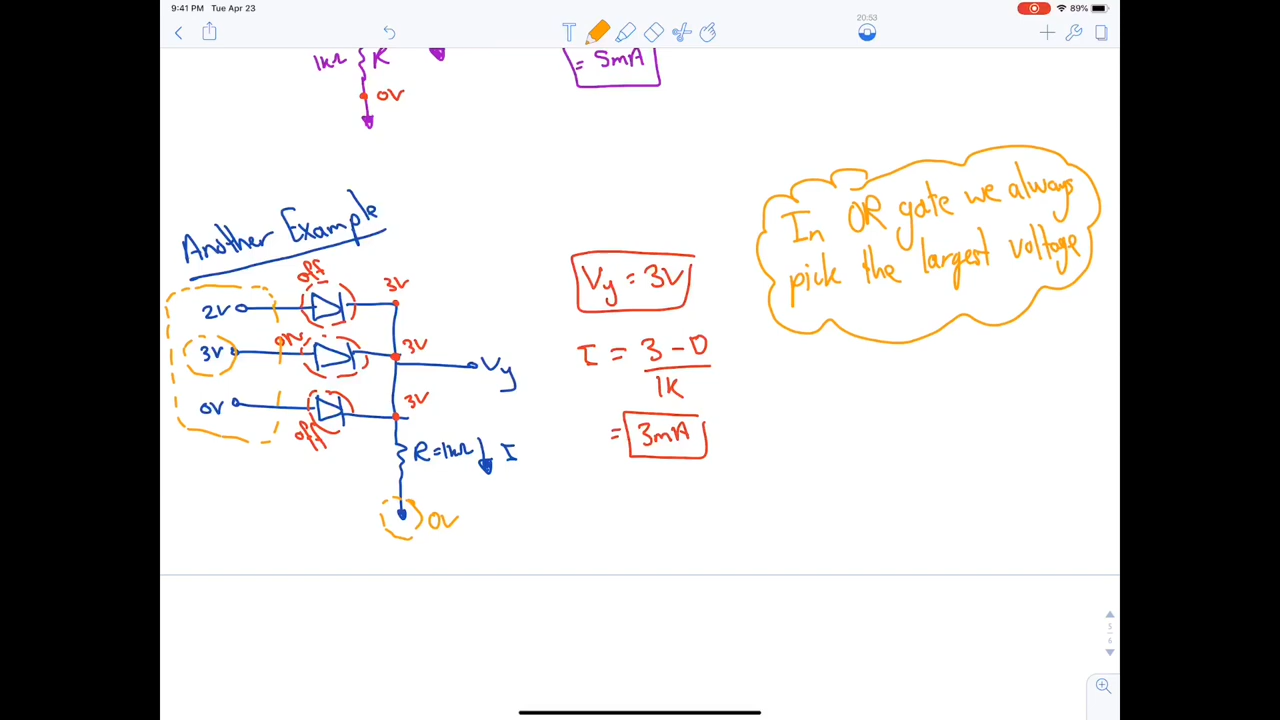 9:41 PM Tue Apr 23
89%
20:53
T
1kΩ R
= 5mA
0V
In OR gate we always
pick the largest voltage
Another Example
off
2V
3V
Vy = 3V
on
3V
3V
Vy
I = 3 - 0
1K
0V
3V
off
= 3mA
R=1kΩ I
0V
5
6